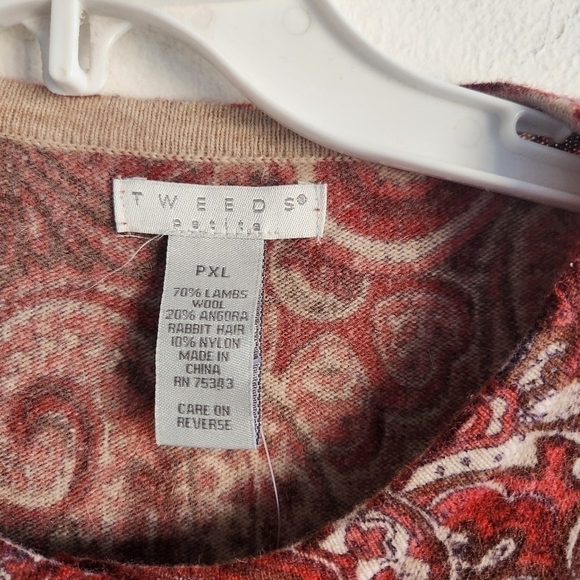 TWEEDS®
petite
PXL
70% LAMBS
WOOL
20% ANGORA
RABBIT HAIR
10% NYLON
MADE IN
CHINA
RN 75343
CARE ON
REVERSE